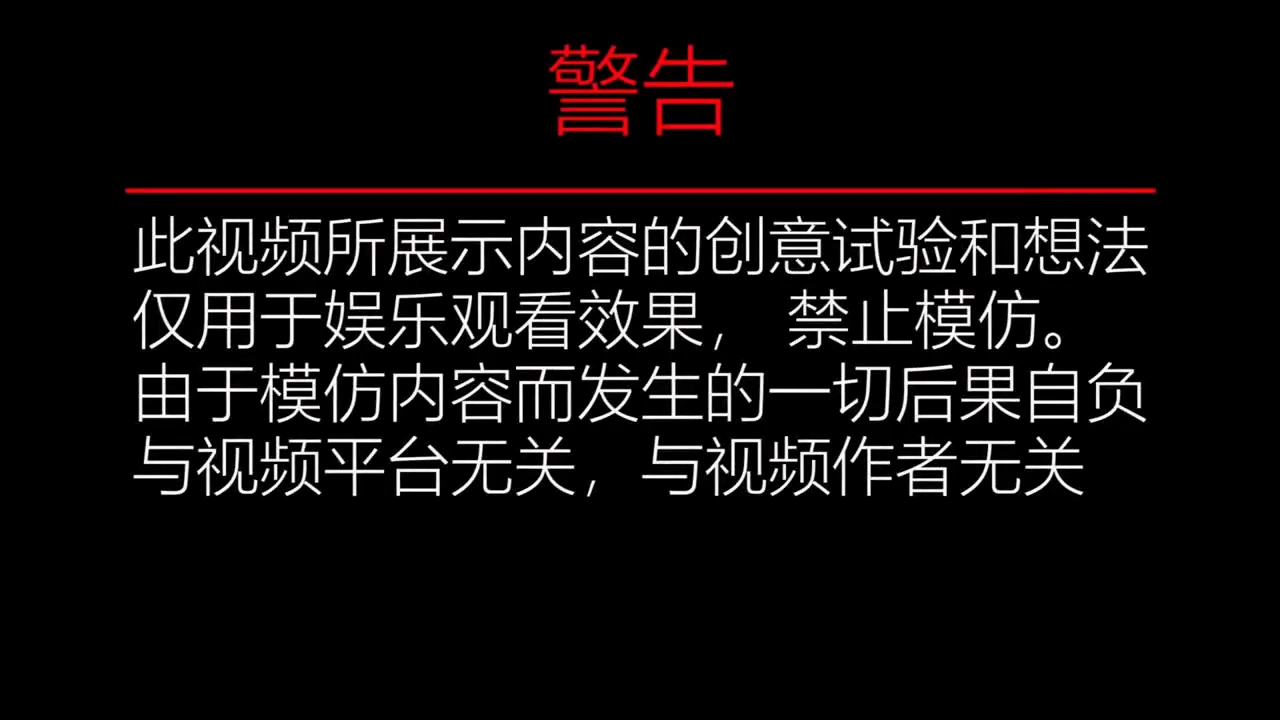 警告
此视频所展示内容的创意试验和想法
仅用于娱乐观看效果， 禁止模仿。
由于模仿内容而发生的一切后果自负
与视频平台无关，与视频作者无关